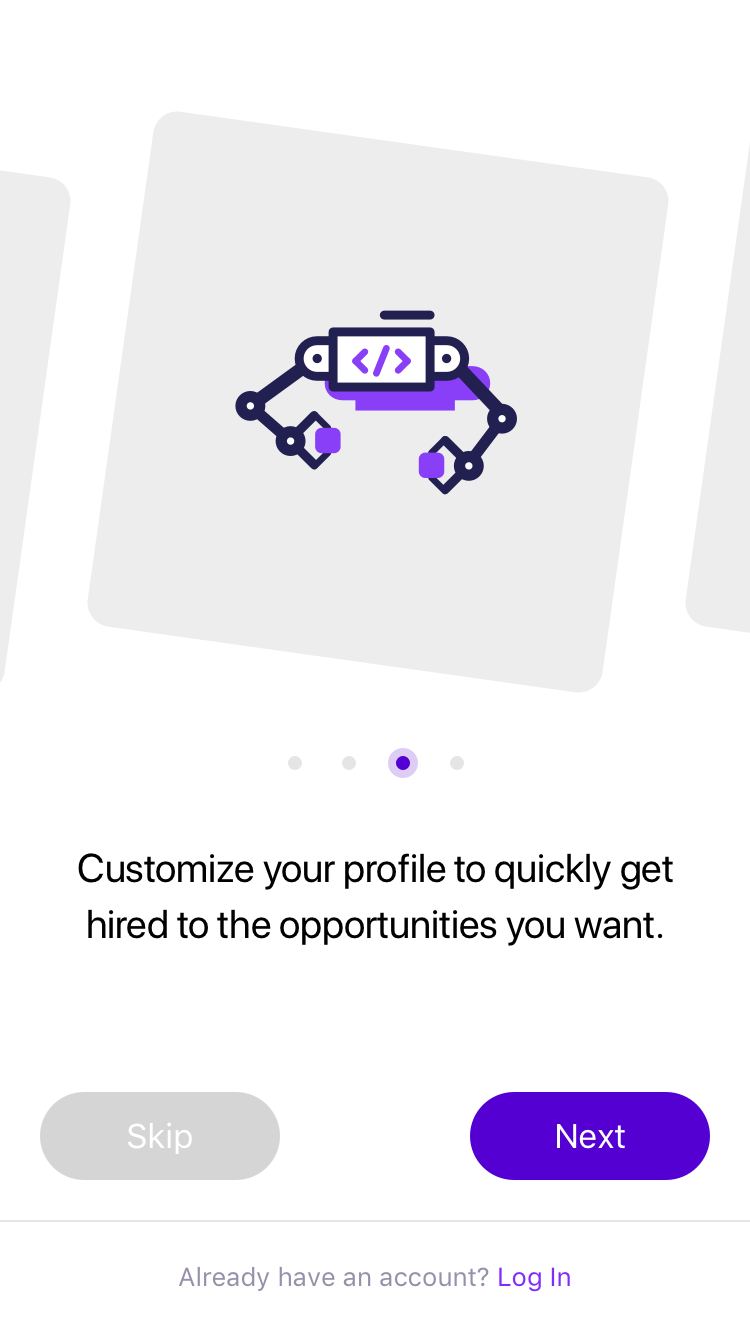 </>
Customize your profile to quickly get
hired to the opportunities you want.
Skip
Next
Already have an account? Log In